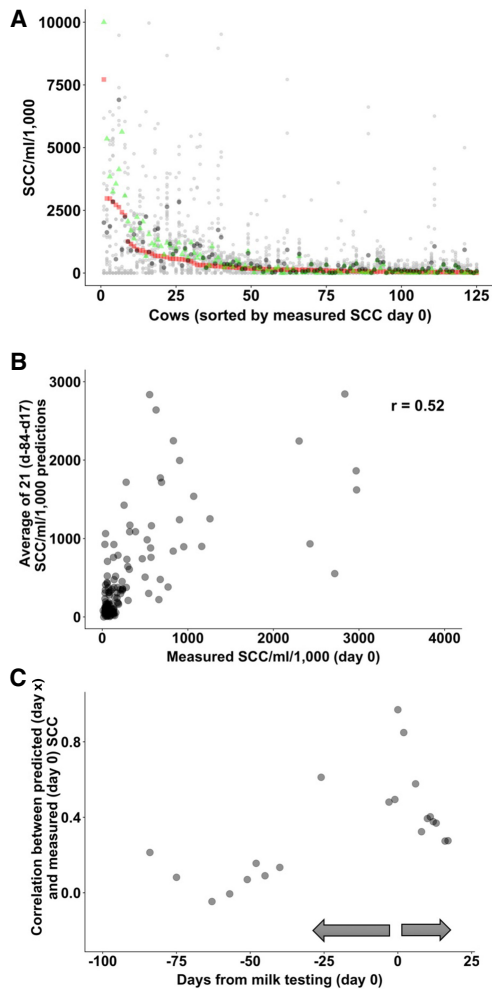 A
10000
7500
5000
2500
0
SCC/ml/1,000
0
25
50
75
100
125
Cows (sorted by measured SCC day 0)
B
3000
2000
1000
0
Average of 21 (d-84-d17)
SCC/ml/1,000 predictions
r = 0.52
0
1000
2000
3000
4000
Measured SCC/ml/1,000 (day 0)
C
0.8
0.4
0.0
Correlation between predicted (day x)
and measured (day 0) SCC
-100
-75
-50
-25
0
25
Days from milk testing (day 0)